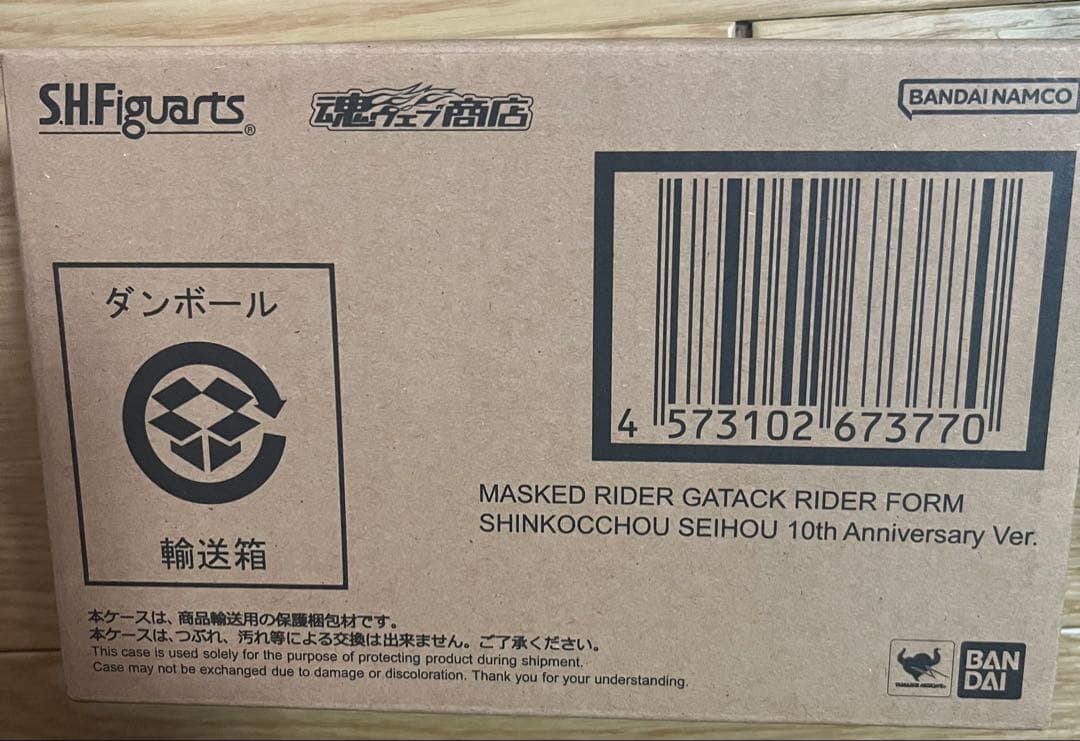 S.H.Figuarts®
魂ウェブ商店
BANDAI NAMCO
4 573102 673770
ダンボール
輸送箱
MASKED RIDER GATACK RIDER FORM
SHINKOCCHOU SEIHOU 10th Anniversary Ver.
本ケースは、商品輸送用の保護梱包材です。
本ケースは、つぶれ、汚れ等による交換は出来ません。ご了承ください。
This case is used solely for the purpose of protecting product during shipment.
Case may not be exchanged due to damage or discoloration. Thank you for your understanding.
BAN
DAI